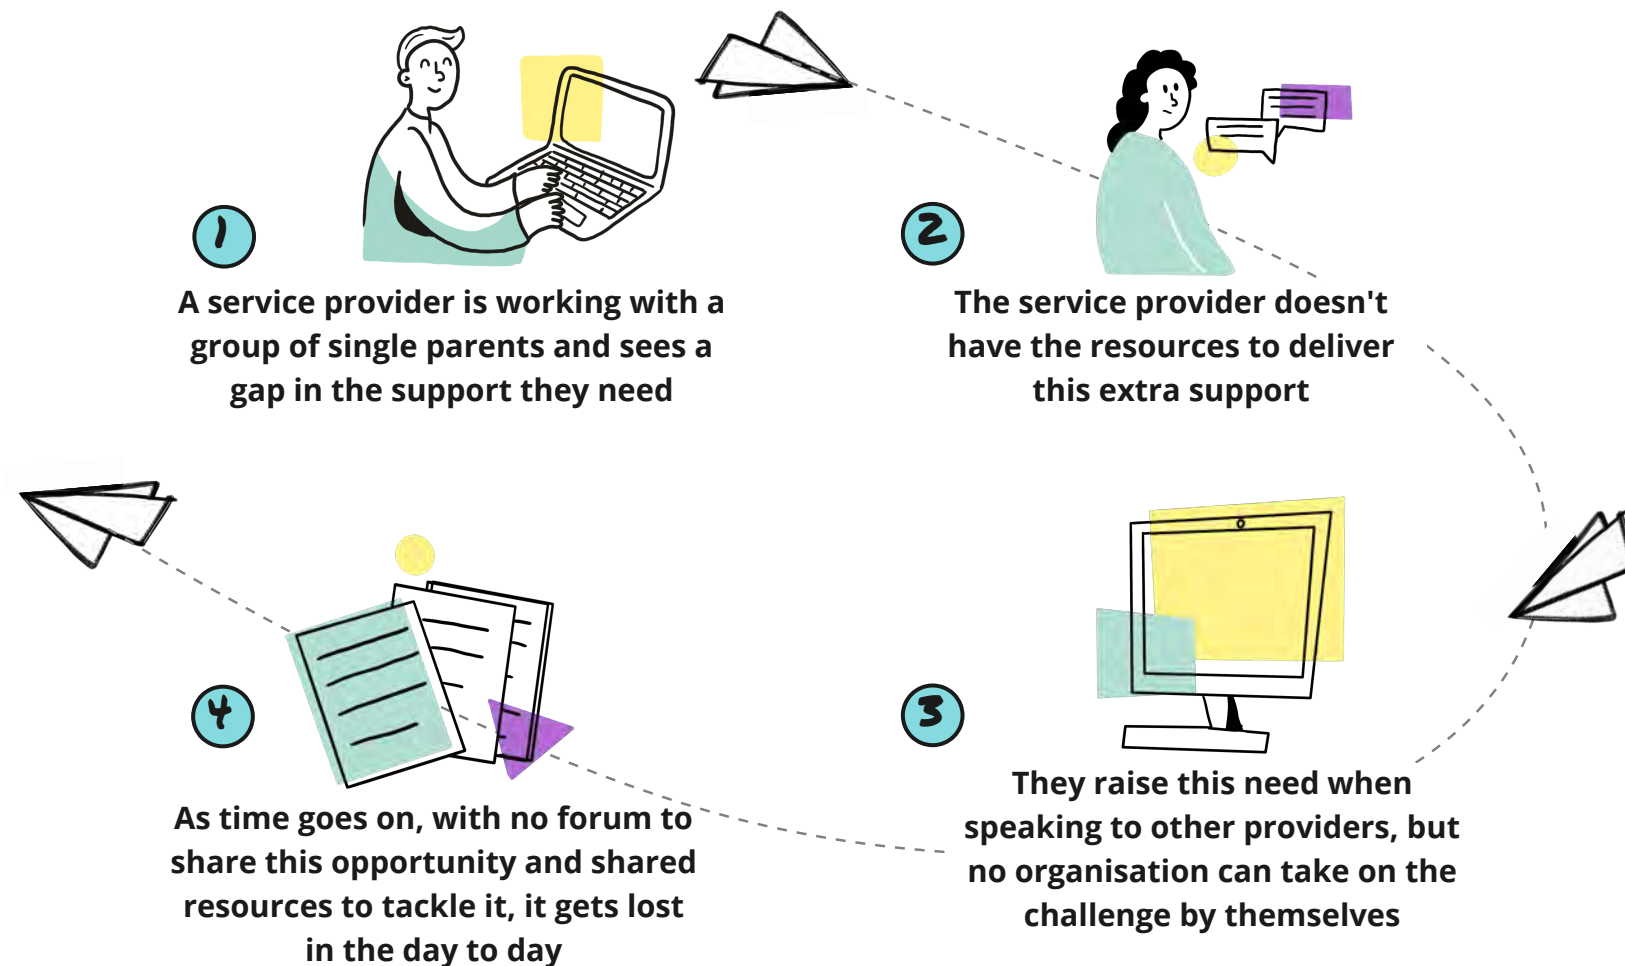 1
A service provider is working with a
group of single parents and sees a
gap in the support they need
2
The service provider doesn't
have the resources to deliver
this extra support
3
They raise this need when
speaking to other providers, but
no organisation can take on the
challenge by themselves
4
As time goes on, with no forum to
share this opportunity and shared
resources to tackle it, it gets lost
in the day to day